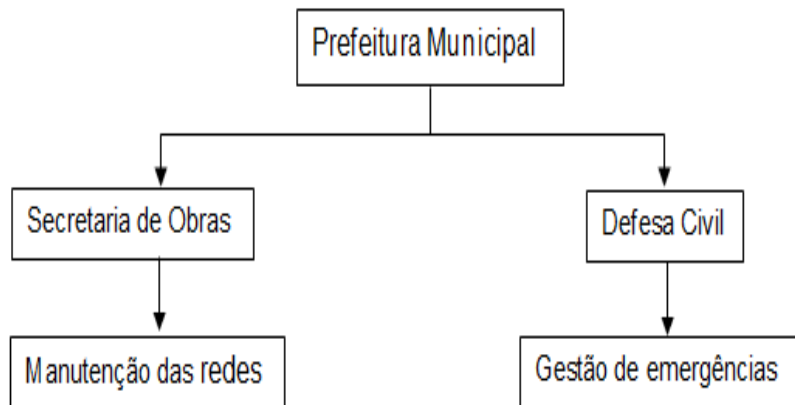 Prefeitura Municipal
Secretaria de Obras
Defesa Civil
Manutenção das redes
Gestão de emergências